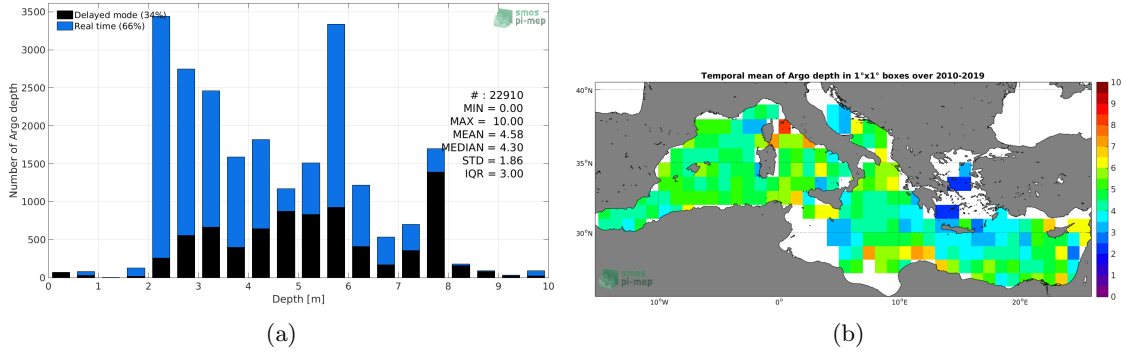 Delayed mode (34%)
Real time (66%)
smos
pi-mep
3500
3000
2500
2000
1500
1000
500
0
Number of Argo depth
# : 22910
MIN = 0.00
MAX = 10.00
MEAN = 4.58
MEDIAN = 4.30
STD = 1.86
IQR = 3.00
0 1 2 3 4 5 6 7 8 9 10
Depth [m]
(a)
Temporal mean of Argo depth in 1°x1° boxes over 2010-2019
40°N
35°N
30°N
10°W 0° 10°E 20°E
smos
pi-mep
10
9
8
7
6
5
4
3
2
1
0
(b)